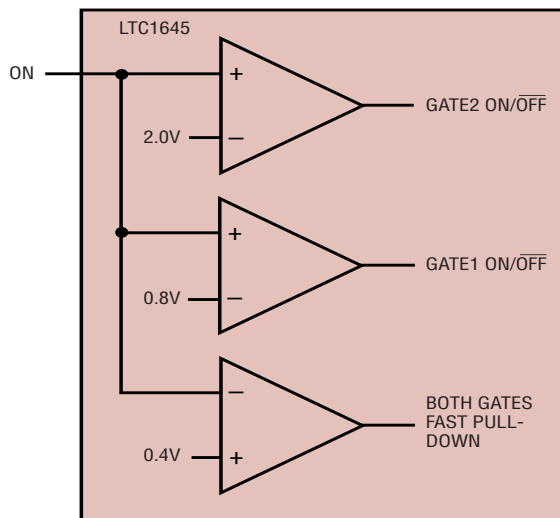 LTC1645
ON
+
GATE2 ON/OFF
2.0V
−
+
GATE1 ON/OFF
0.8V
−
−
BOTH GATES
FAST PULL-
DOWN
0.4V
+